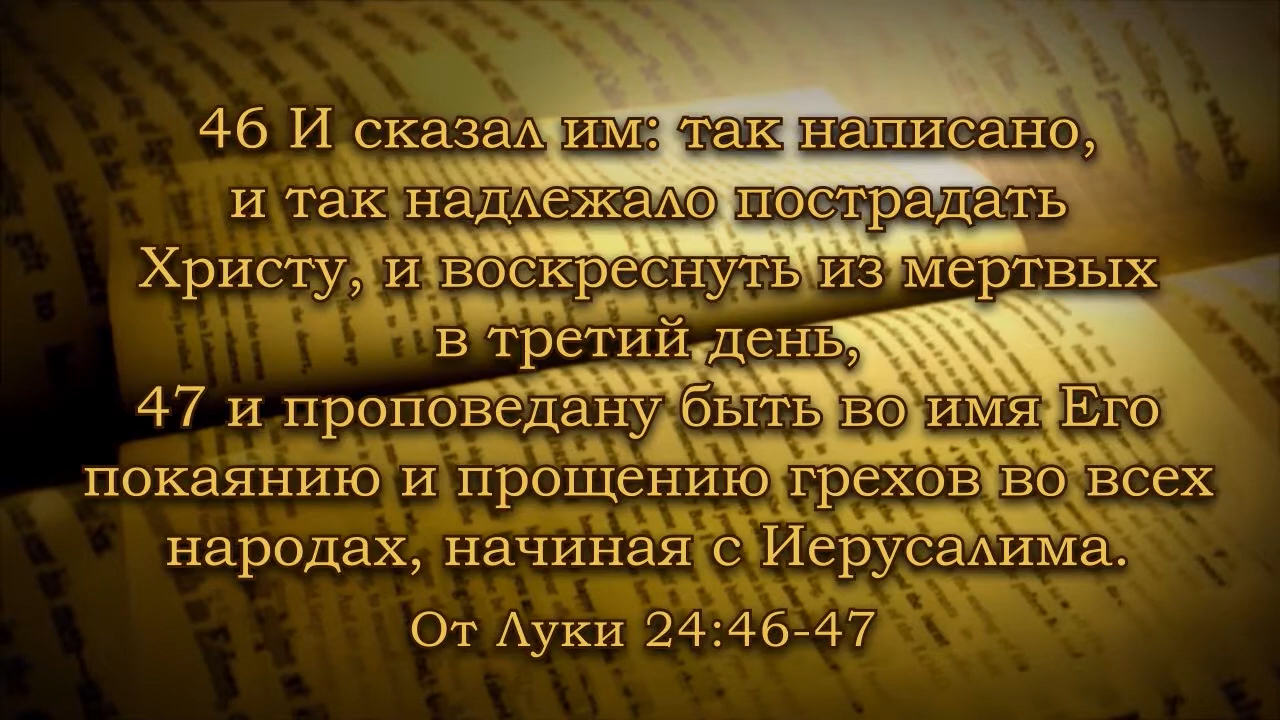 46 И сказал им: так написано,
и так надлежало пострадать
Христу, и воскреснуть из мертвых
в третий день,
47 и проповедану быть во имя Его
покаянию и прощению грехов во всех
народах, начиная с Иерусалима.
От Луки 24:46-47